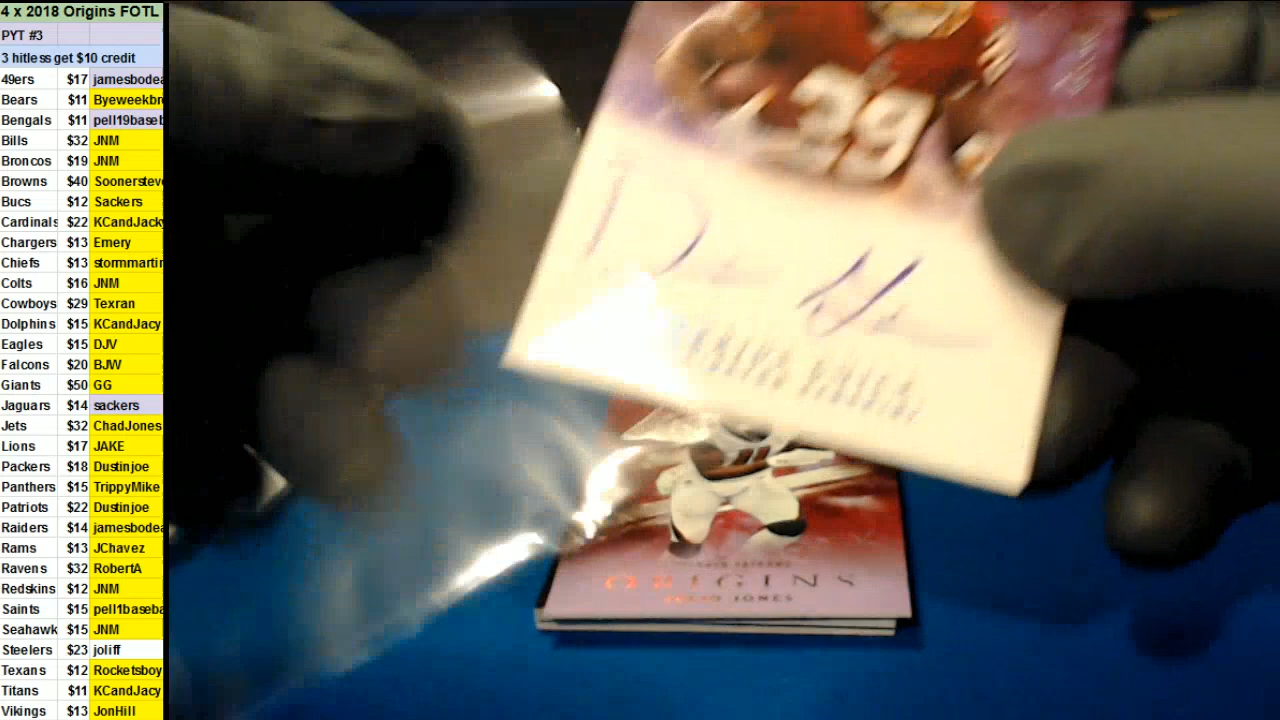 4 x 2018 Origins FOTL
PYT #3
3 hitless get $10 credit
49ers $17 jamesbodea
Bears $11 Byeweekbr
Bengals $11 pell19baseb
Bills $32 JNM
Broncos $19 JNM
Browns $40 Soonersteve
Bucs $12 Sackers
Cardinals $22 KCandJacky
Chargers $13 Emery
Chiefs $13 stormmartin
Colts $16 JNM
Cowboys $29 Texran
Dolphins $15 KCandJacy
Eagles $15 DJV
Falcons $20 BJW
Giants $50 GG
Jaguars $14 sackers
Jets $32 ChadJones
Lions $17 JAKE
Packers $18 Dustinjoe
Panthers $15 TrippyMike
Patriots $22 Dustinjoe
Raiders $14 jamesbodea
Rams $13 JChavez
Ravens $32 RobertA
Redskins $12 JNM
Saints $15 pell1baseba
Seahawk $15 JNM
Steelers $23 joliff
Texans $12 Rocketsboy
Titans $11 KCandJacy
Vikings $13 JonHill
39
ORIGINS
JULIO JONES